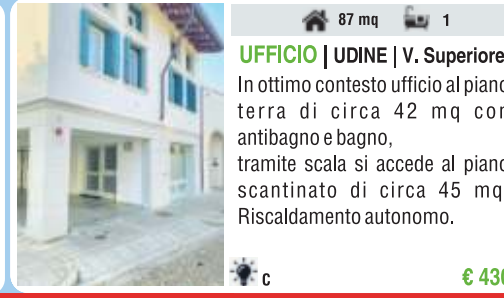 87 mq 1
UFFICIO | UDINE | V. Superiore
In ottimo contesto ufficio al piano
terra di circa 42 mq con
antibagno e bagno,
tramite scala si accede al piano
scantinato di circa 45 mq.
Riscaldamento autonomo.
C € 430